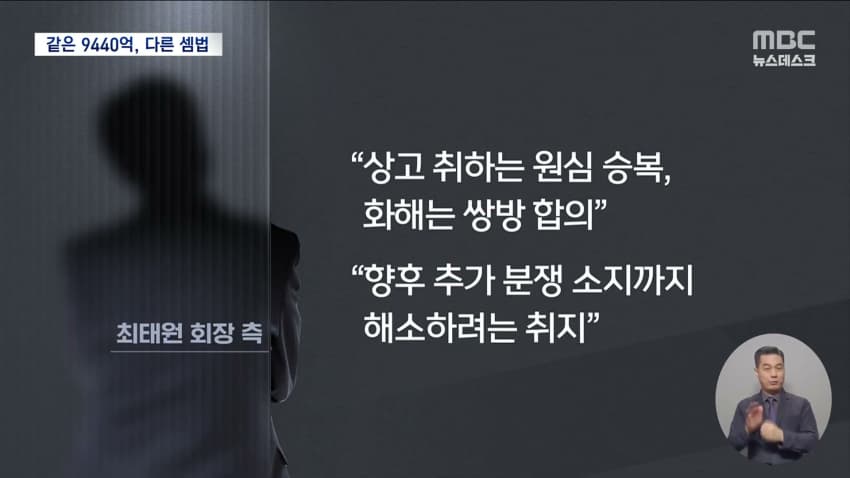 같은 9440억, 다른 셈법
MBC
뉴스데스크
“상고 취하는 원심 승복,
화해는 쌍방 합의”
“향후 추가 분쟁 소지까지
해소하려는 취지”
최태원 회장 측